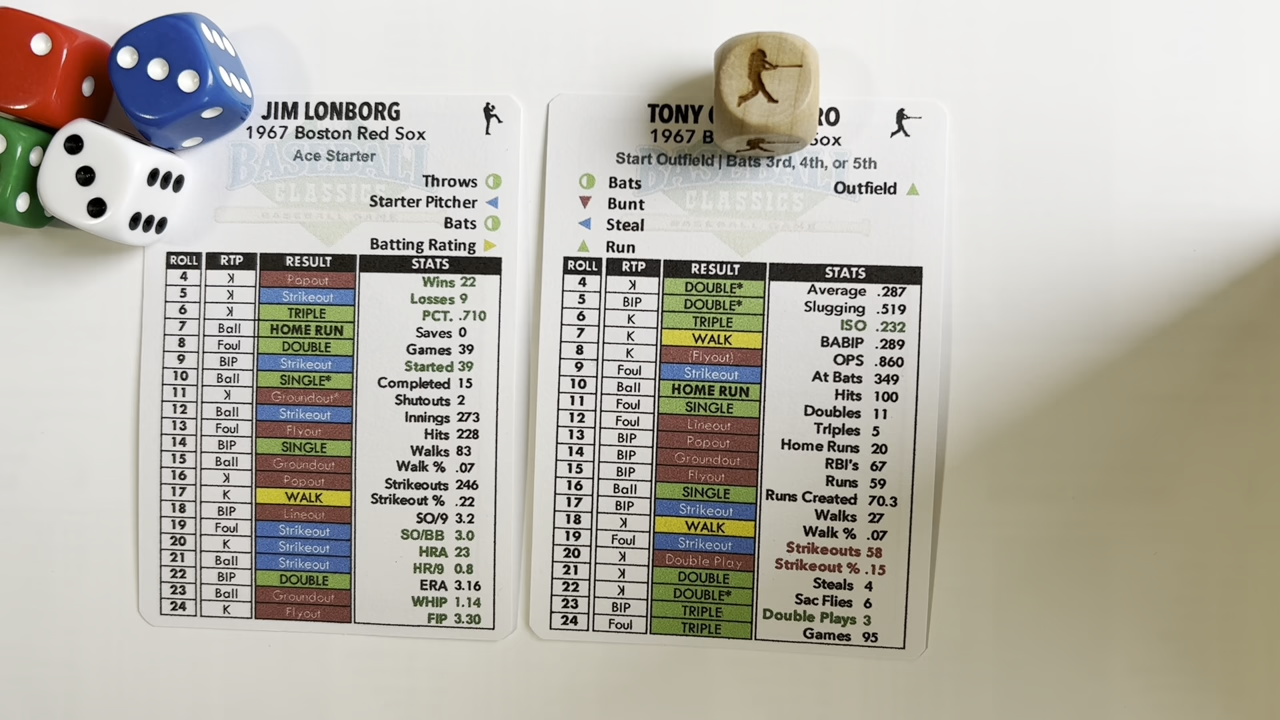 JIM LONBORG
1967 Boston Red Sox
Ace Starter
BASEBALL
CLASSICS
BASEBALL GAME
Throws
Starter Pitcher
Bats
Batting Rating
ROLL RTP RESULT STATS
4 K Popout Wins 22
5 K Strikeout Losses 9
6 K TRIPLE PCT. .710
7 Ball HOME RUN Saves 0
8 Foul DOUBLE Games 39
9 BIP Strikeout Started 39
10 Ball SINGLE* Completed 15
11 K Groundout* Shutouts 2
12 Ball Strikeout Innings 273
13 Foul Flyout Hits 228
14 BIP SINGLE Walks 83
15 Ball Groundout Walk % .07
16 K Popout Strikeouts 246
17 K WALK Strikeout % .22
18 BIP Lineout SO/9 3.2
19 Foul Strikeout SO/BB 3.0
20 K Strikeout HRA 23
21 Ball Strikeout HR/9 0.8
22 BIP DOUBLE ERA 3.16
23 Ball Groundout WHIP 1.14
24 K Flyout FIP 3.30
TONY RO
1967 B Sox
Start Outfield | Bats 3rd, 4th, or 5th
BASEBALL
CLASSICS
BASEBALL GAME
Bats Outfield
Bunt
Steal
Run
ROLL RTP RESULT STATS
4 K DOUBLE* Average .287
5 BIP DOUBLE* Slugging .519
6 K TRIPLE ISO .232
7 K WALK BABIP .289
8 K (Flyout) OPS .860
9 Foul Strikeout At Bats 349
10 Ball HOME RUN Hits 100
11 Foul SINGLE Doubles 11
12 Foul Lineout Triples 5
13 BIP Popout Home Runs 20
14 BIP Groundout RBI's 67
15 BIP Flyout Runs 59
16 Ball SINGLE Runs Created 70.3
17 BIP Strikeout Walks 27
18 K WALK Walk % .07
19 Foul Strikeout Strikeouts 58
20 K Double Play Strikeout % .15
21 K DOUBLE Steals 4
22 K DOUBLE* Sac Flies 6
23 BIP TRIPLE Double Plays 3
24 Foul TRIPLE Games 95